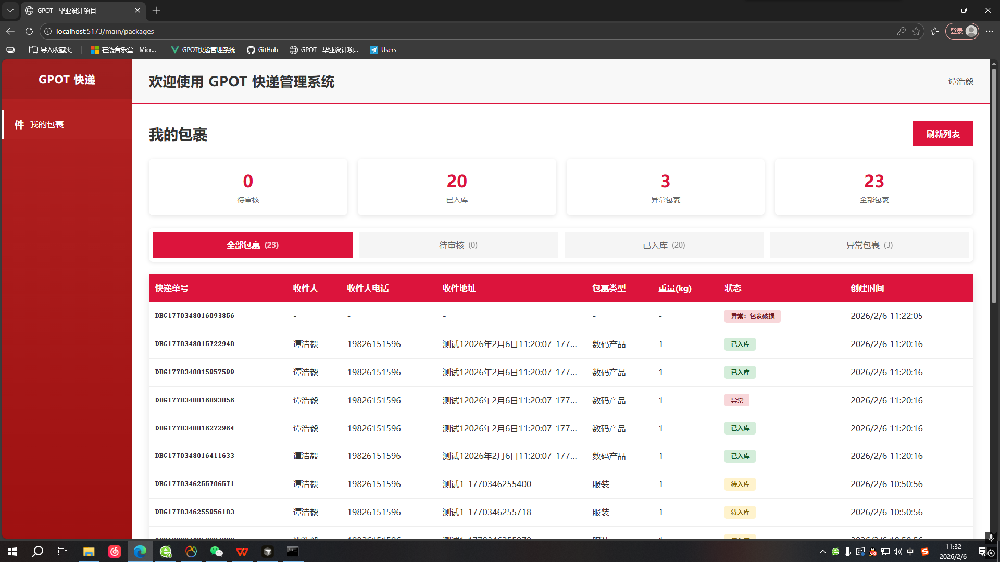 GPOT - 毕业设计项目
localhost:5173/main/packages
登录
导入收藏夹
在线音乐盒 - Micr...
GPOT快递管理系统
GitHub
GPOT - 毕业设计项...
Users
GPOT 快递
欢迎使用 GPOT 快递管理系统
谭浩毅
件 我的包裹
我的包裹
刷新列表
0
待审核
20
已入库
3
异常包裹
23
全部包裹
全部包裹 (23)
待审核 (0)
已入库 (20)
异常包裹 (3)
快递单号 收件人 收件人电话 收件地址 包裹类型 重量(kg) 状态 创建时间
DBG1770348016093856 - - - - - 异常：包裹破损 2026/2/6 11:22:05
DBG1770348015722940 谭浩毅 19826151596 测试12026年2月6日11:20:07_177... 数码产品 1 已入库 2026/2/6 11:20:16
DBG1770348015957599 谭浩毅 19826151596 测试12026年2月6日11:20:07_177... 数码产品 1 已入库 2026/2/6 11:20:16
DBG1770348016093856 谭浩毅 19826151596 测试12026年2月6日11:20:07_177... 数码产品 1 异常 2026/2/6 11:20:16
DBG1770348016272964 谭浩毅 19826151596 测试12026年2月6日11:20:07_177... 数码产品 1 已入库 2026/2/6 11:20:16
DBG1770348016411633 谭浩毅 19826151596 测试12026年2月6日11:20:07_177... 数码产品 1 已入库 2026/2/6 11:20:16
DBG1770346255706571 谭浩毅 19826151596 测试1_1770346255400 服装 1 待入库 2026/2/6 10:50:56
DBG1770346255956103 谭浩毅 19826151596 测试1_1770346255718 服装 1 待入库 2026/2/6 10:50:56
中
11:32
2026/2/6